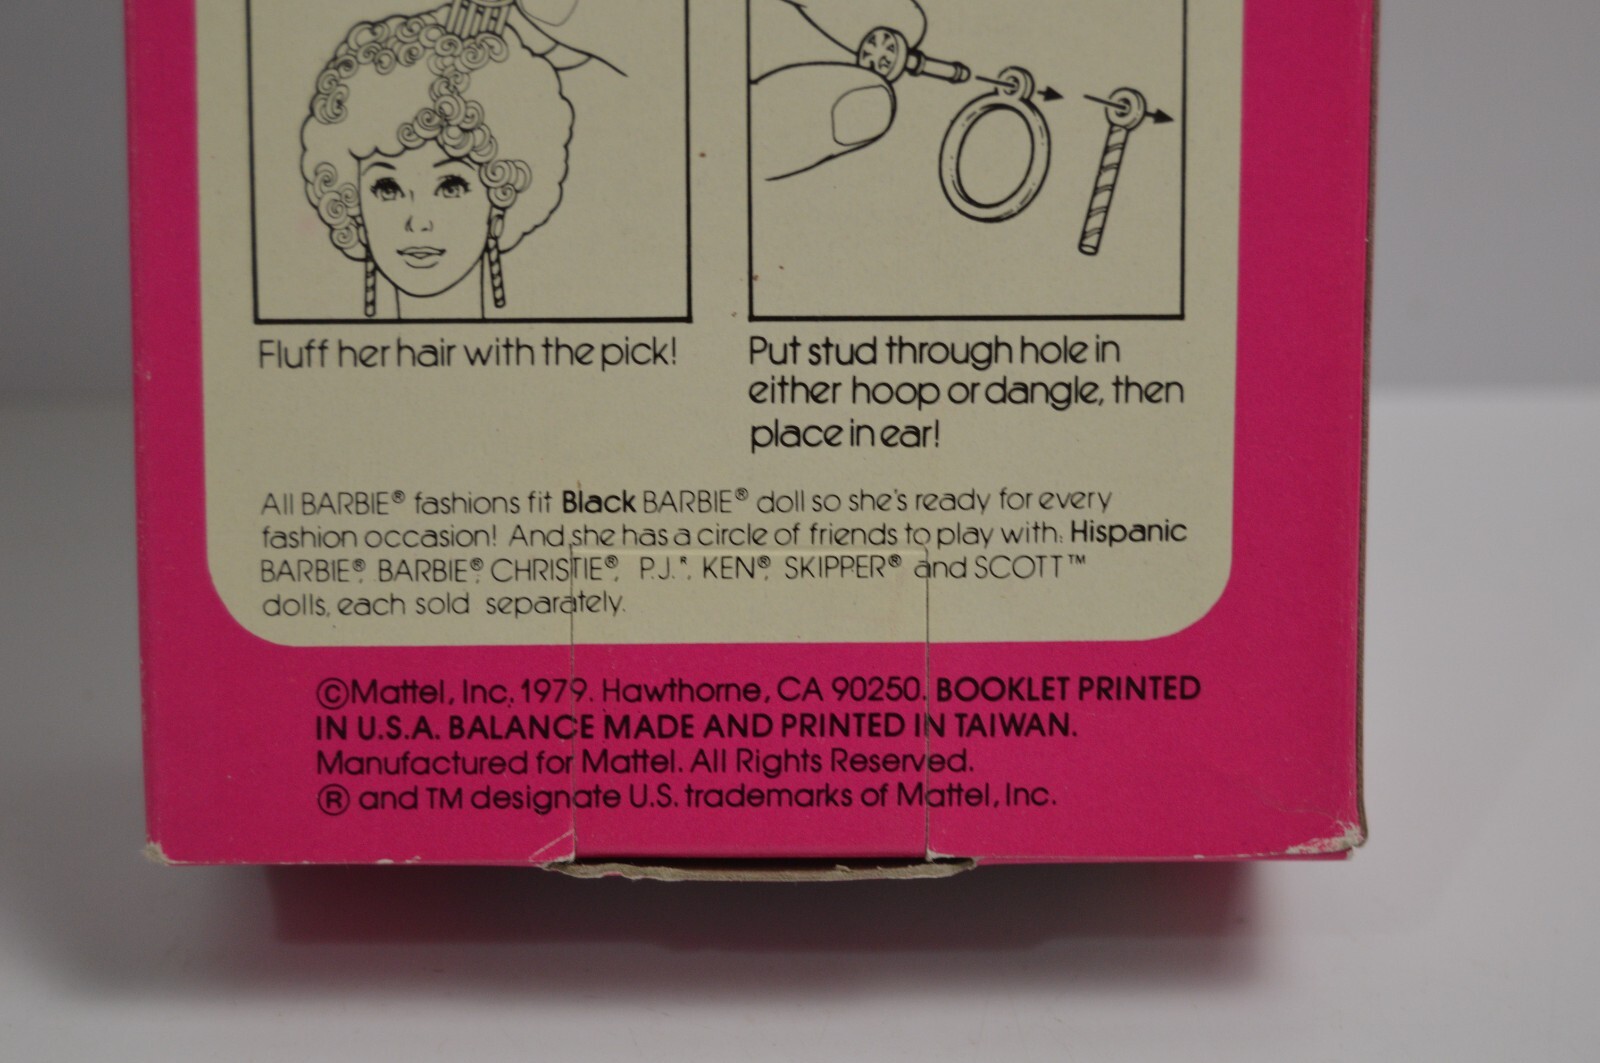 Fluff her hair with the pick!
Put stud through hole in
either hoop or dangle, then
place in ear!
All BARBIE® fashions fit Black BARBIE® doll so she's ready for every
fashion occasion! And she has a circle of friends to play with: Hispanic
BARBIE®, BARBIE®, CHRISTIE®, P.J.®, KEN®, SKIPPER® and SCOTT™
dolls, each sold separately.
©Mattel, Inc. 1979. Hawthorne, CA 90250. BOOKLET PRINTED
IN U.S.A. BALANCE MADE AND PRINTED IN TAIWAN.
Manufactured for Mattel. All Rights Reserved.
® and TM designate U.S. trademarks of Mattel, Inc.